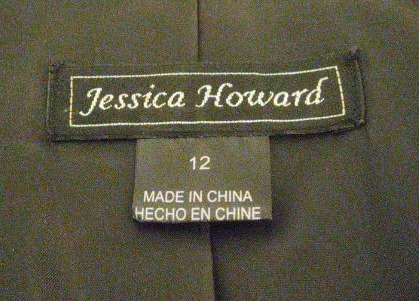 Jessica Howard
12
MADE IN CHINA
HECHO EN CHINE